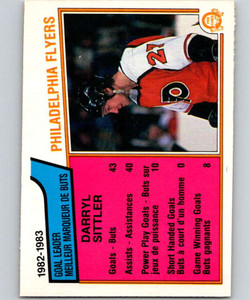 1982-1983
GOAL LEADER
MEILLEUR MARQUEUR DE BUTS
PHILADELPHIA FLYERS
DARRYL
SITTLER
Goals - Buts 43
Assists - Assistances 40
Power Play Goals - Buts sur
jeux de puissance 10
Short Handed Goals
Buts à court d'un homme 0
Game Winning Goals
Buts gagnants 8
27